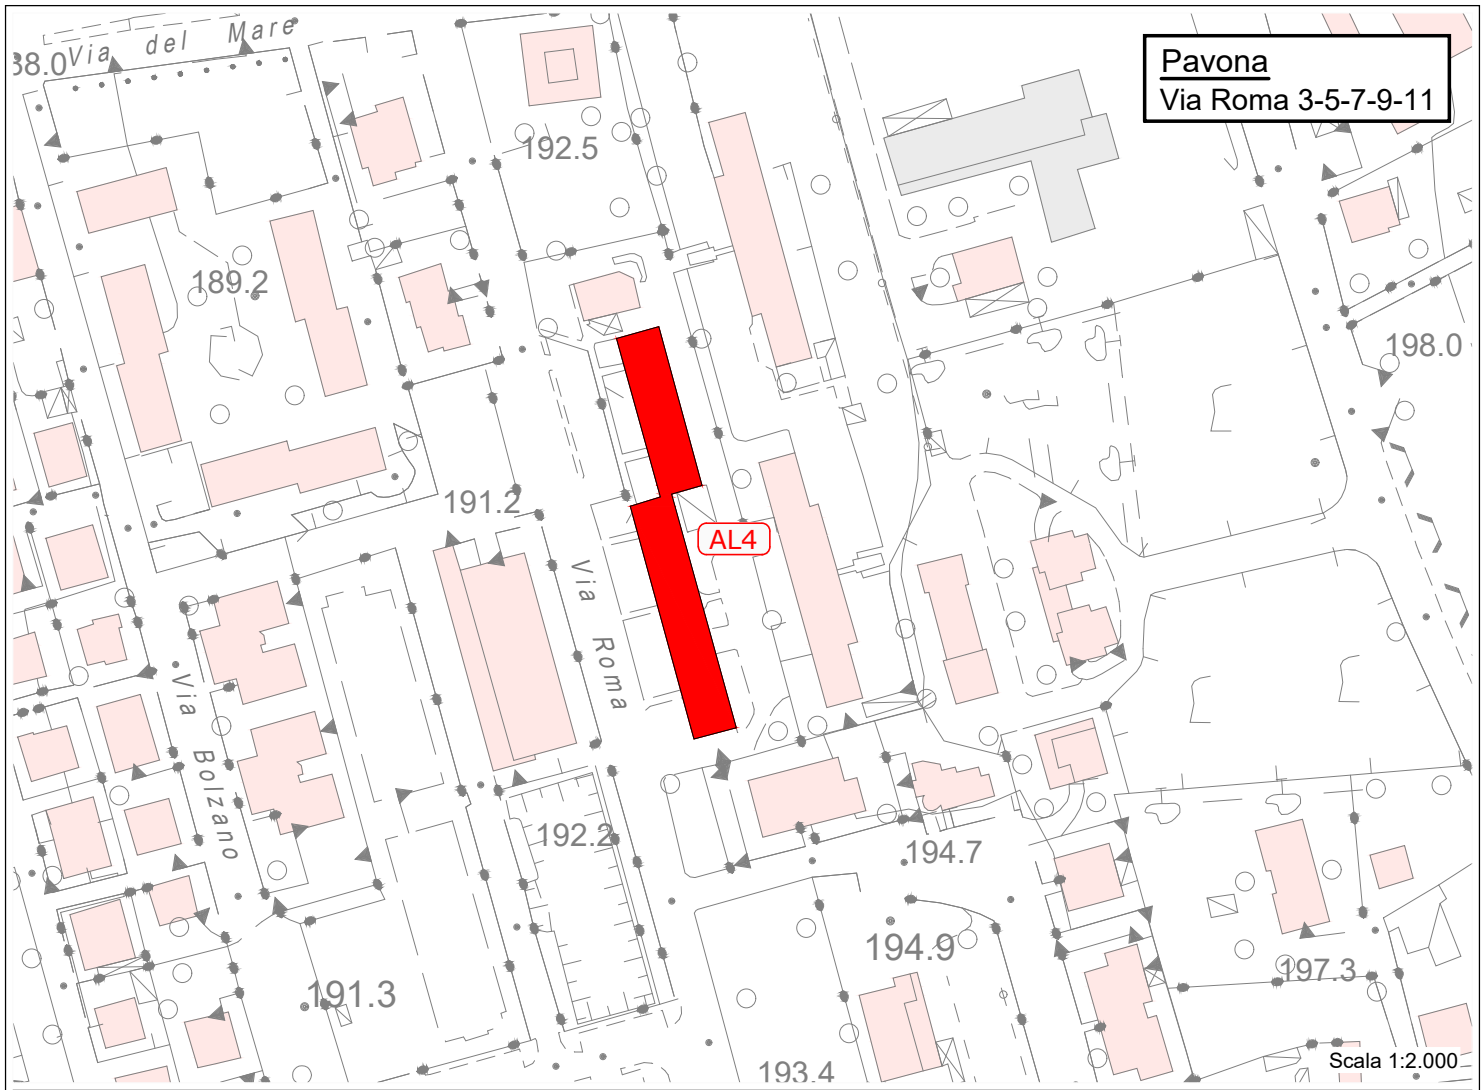 Via del Mare
38.0
Pavona
Via Roma 3-5-7-9-11
192.5
189.2
198.0
191.2
AL4
Via Roma
Via Bolzano
192.2
194.7
194.9
197.3
191.3
193.4
Scala 1:2.000